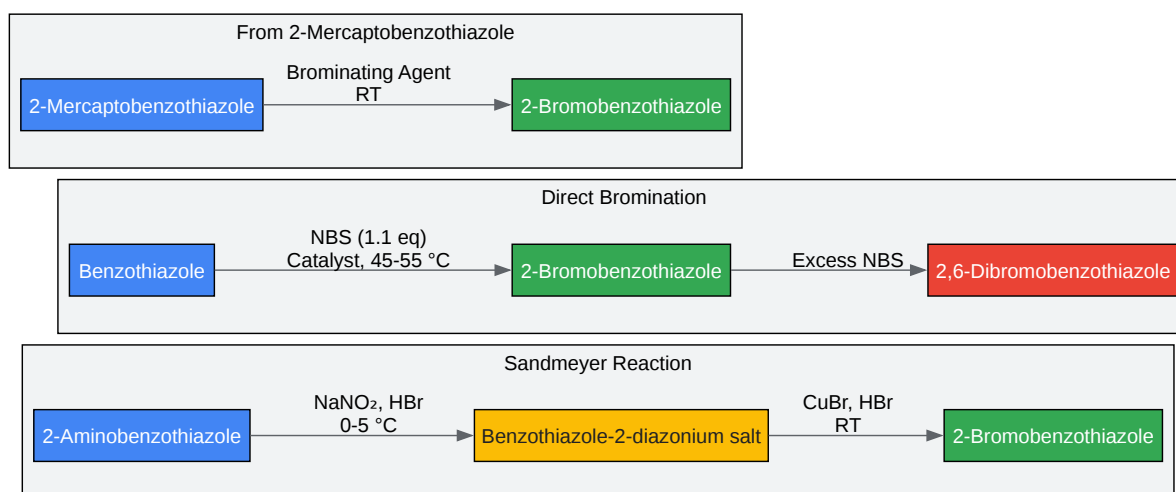 From 2-Mercaptobenzothiazole
Brominating Agent
RT
2-Mercaptobenzothiazole
2-Bromobenzothiazole
Direct Bromination
NBS (1.1 eq)
Catalyst, 45-55 °C
Excess NBS
Benzothiazole
2-Bromobenzothiazole
2,6-Dibromobenzothiazole
Sandmeyer Reaction
NaNO₂, HBr
0-5 °C
CuBr, HBr
RT
2-Aminobenzothiazole
Benzothiazole-2-diazonium salt
2-Bromobenzothiazole